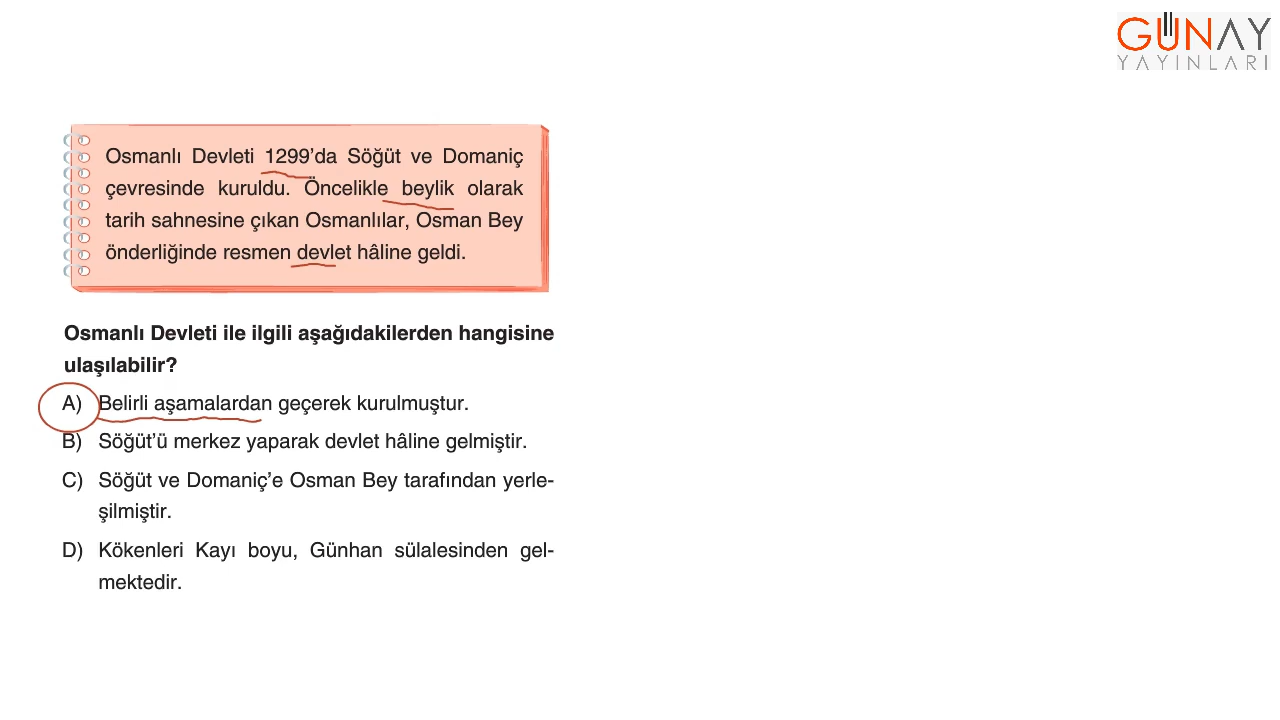 GÜNAY
YAYINLARI
Osmanlı Devleti 1299’da Söğüt ve Domaniç
çevresinde kuruldu. Öncelikle beylik olarak
tarih sahnesine çıkan Osmanlılar, Osman Bey
önderliğinde resmen devlet hâline geldi.
Osmanlı Devleti ile ilgili aşağıdakilerden hangisine
ulaşılabilir?
A) Belirli aşamalardan geçerek kurulmuştur.
B) Söğüt’ü merkez yaparak devlet hâline gelmiştir.
C) Söğüt ve Domaniç’e Osman Bey tarafından yerle-
şilmiştir.
D) Kökenleri Kayı boyu, Günhan sülalesinden gel-
mektedir.